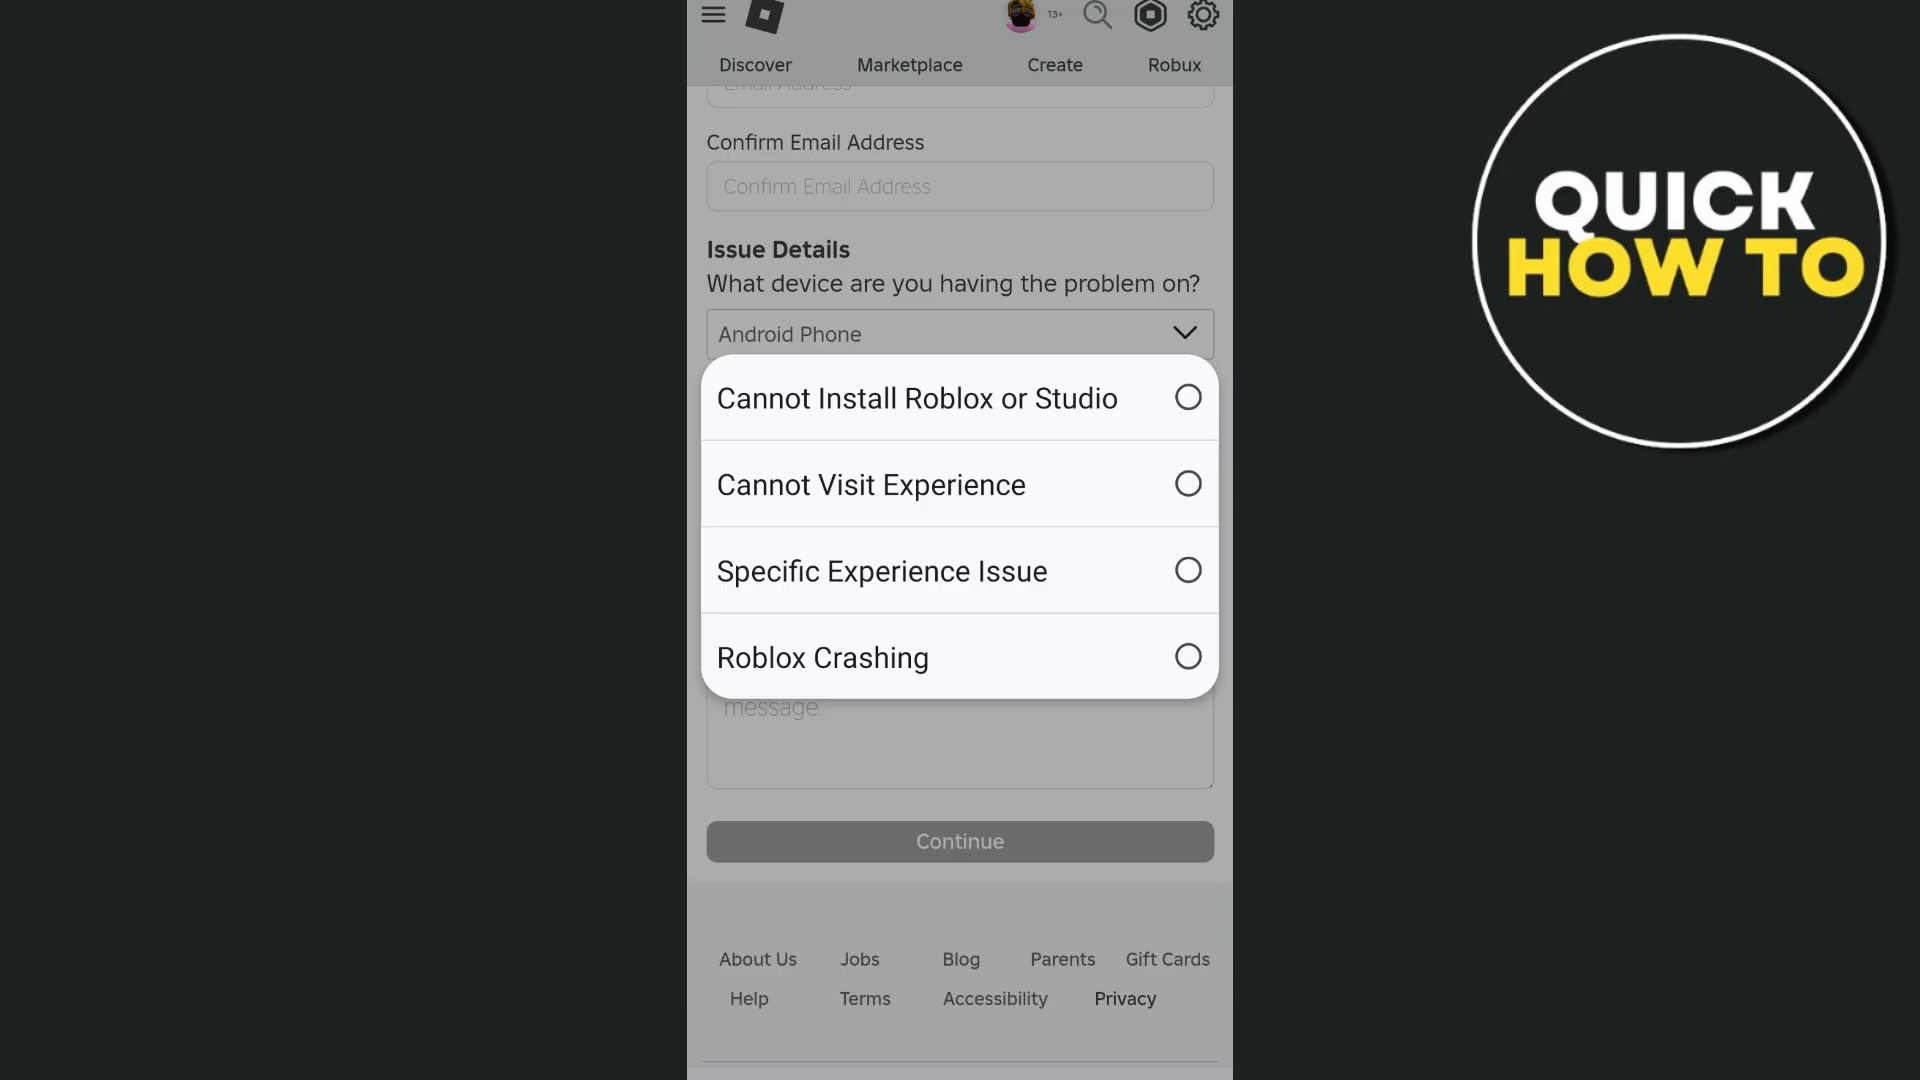 13+
Discover Marketplace Create Robux
Email Address
Confirm Email Address
Confirm Email Address
Issue Details
What device are you having the problem on?
Android Phone
Cannot Install Roblox or Studio
Cannot Visit Experience
Specific Experience Issue
Roblox Crashing
message.
Continue
About Us Jobs Blog Parents Gift Cards
Help Terms Accessibility Privacy
QUICK
HOW TO